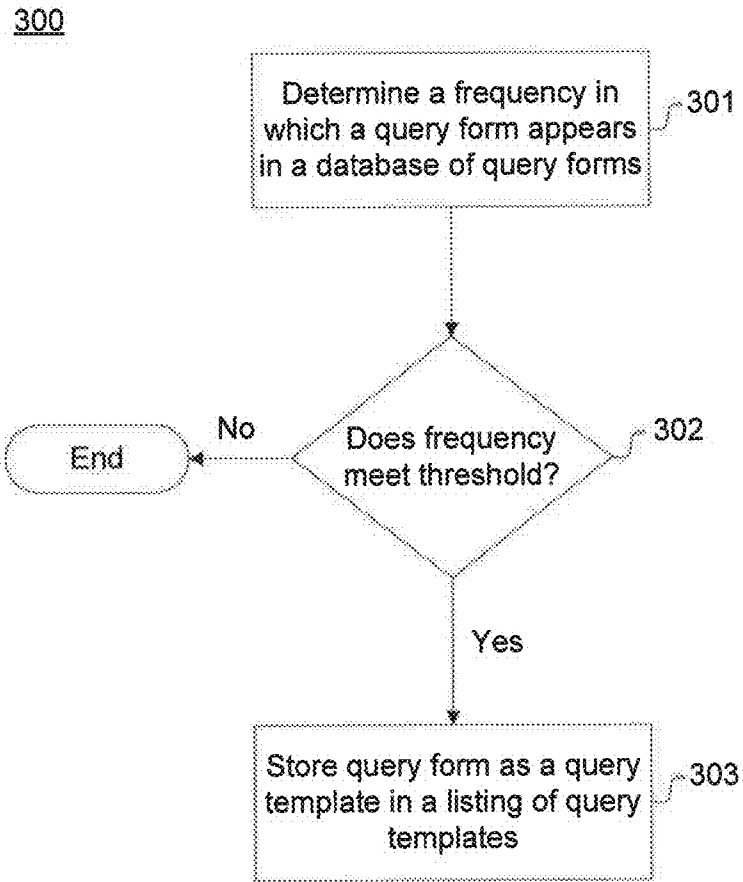 300
Determine a frequency in
which a query form appears
in a database of query forms
301
Does frequency
meet threshold?
302
No
End
Yes
Store query form as a query
template in a listing of query
templates
303